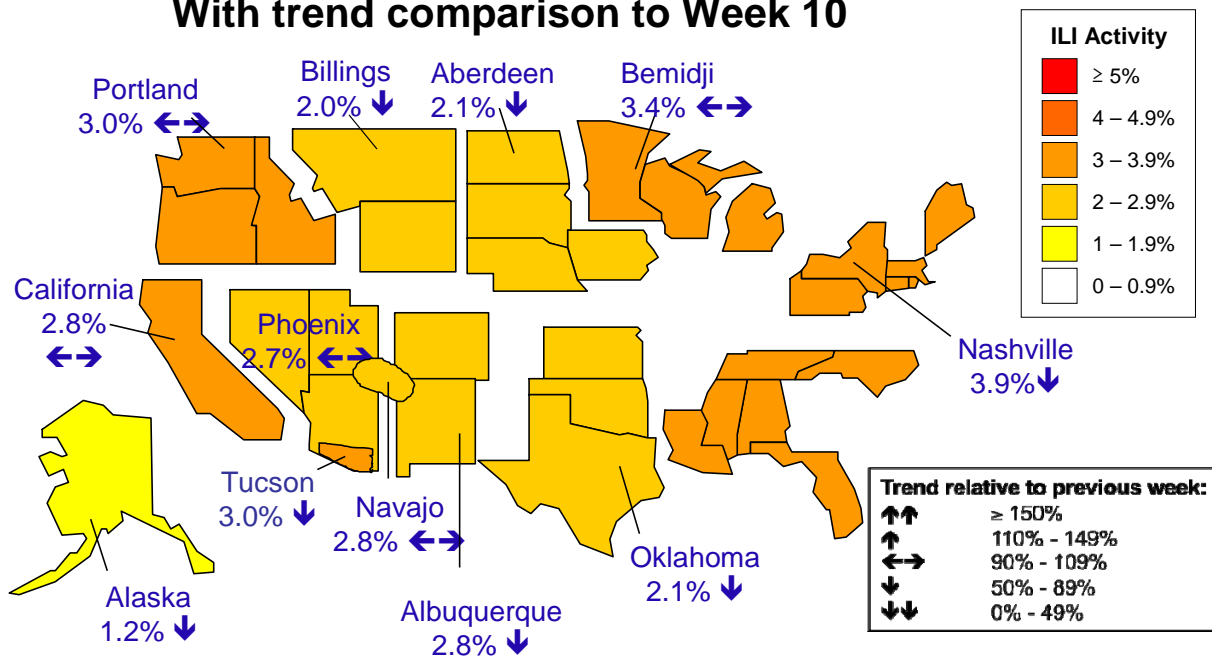 With trend comparison to Week 10
ILI Activity
≥ 5%
4 – 4.9%
3 – 3.9%
2 – 2.9%
1 – 1.9%
0 – 0.9%
Portland
3.0% ↔
Billings
2.0% ↓
Aberdeen
2.1% ↓
Bemidji
3.4% ↔
California
2.8%
↔
Phoenix
2.7% ↔
Nashville
3.9% ↓
Tucson
3.0% ↓
Navajo
2.8% ↔
Oklahoma
2.1% ↓
Alaska
1.2% ↓
Albuquerque
2.8% ↓
Trend relative to previous week:
↑↑ ≥ 150%
↑ 110% - 149%
↔ 90% - 109%
↓ 50% - 89%
↓↓ 0% - 49%